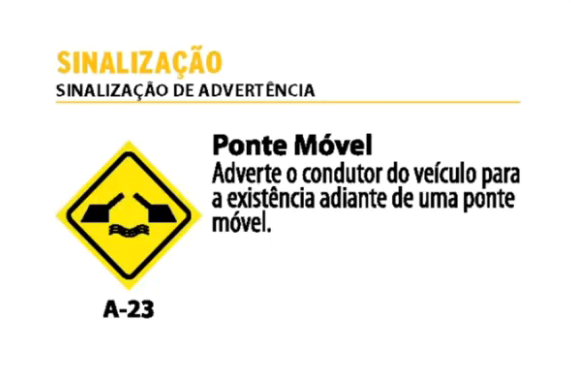 SINALIZAÇÃO
SINALIZAÇÃO DE ADVERTÊNCIA
Ponte Móvel
Adverte o condutor do veículo para
a existência adiante de uma ponte
móvel.
A-23